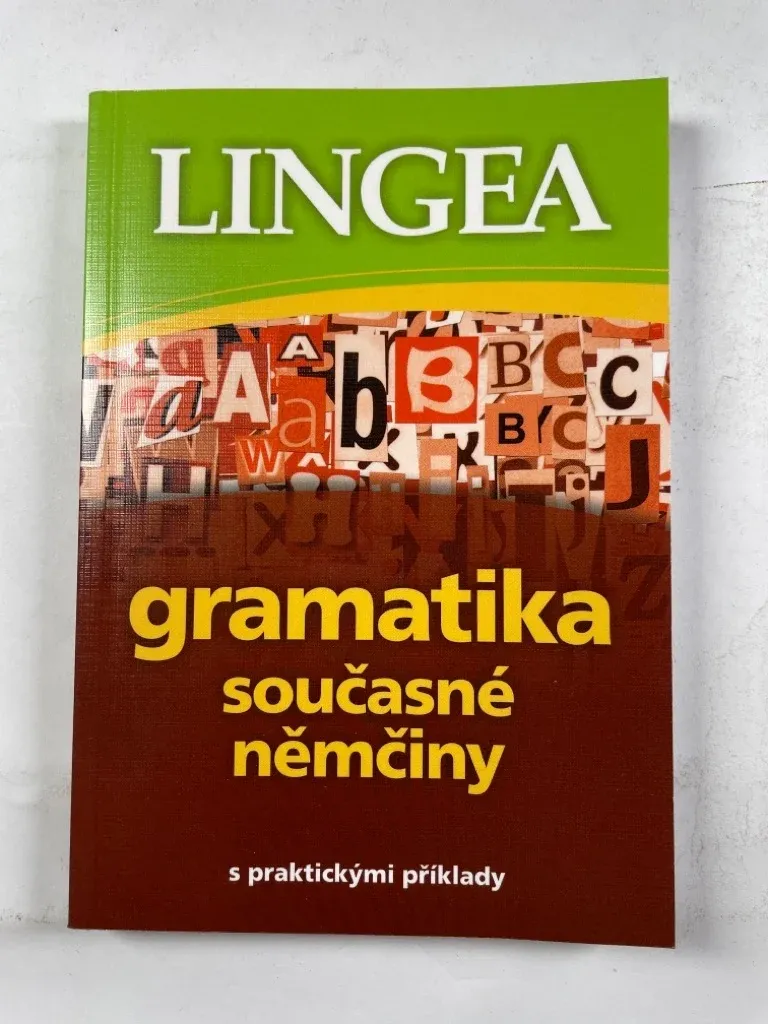 LINGEA
gramatika
současné
němčiny
s praktickými příklady